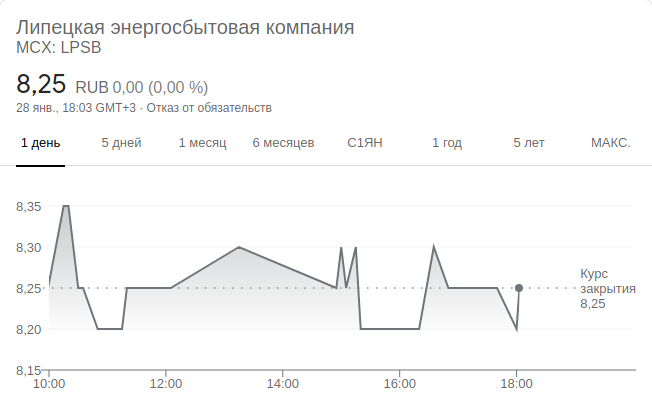 Липецкая энергосбытовая компания
MCX: LPSB
8,25 RUB 0,00 (0,00 %)
28 янв., 18:03 GMT+3 · Отказ от обязательств
1 день 5 дней 1 месяц 6 месяцев С1ЯН 1 год 5 лет МАКС.
8,35
8,30
8,25
8,20
8,15
Курс
закрытия
8,25
10:00 12:00 14:00 16:00 18:00